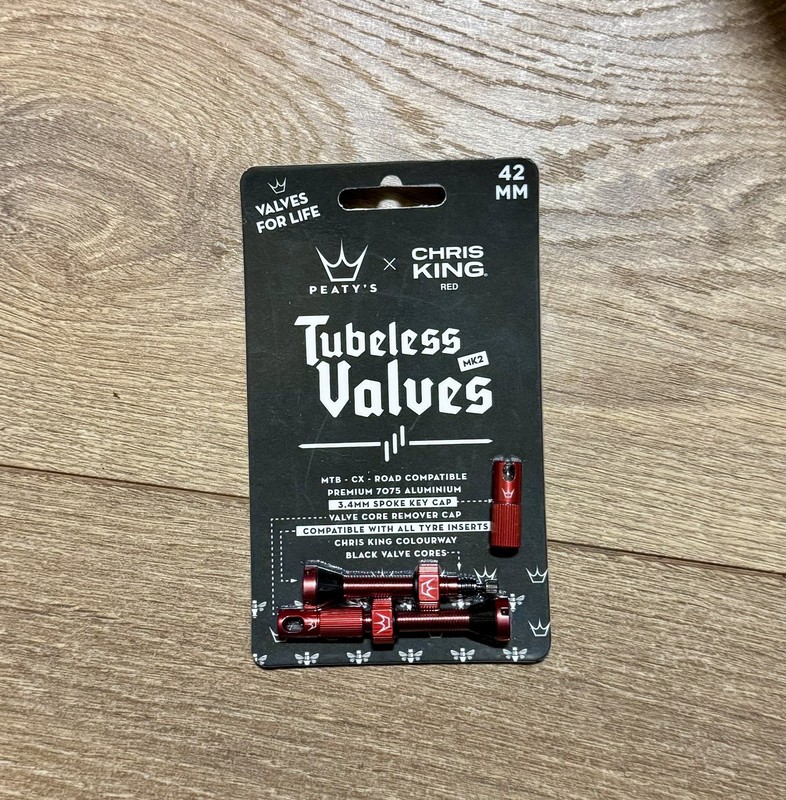 VALVES
FOR LIFE
42
MM
PEATY'S
×
CHRIS
KING®
RED
Tubeless
MK2
Valves
MTB - CX - ROAD COMPATIBLE
PREMIUM 7075 ALUMINIUM
3.4MM SPOKE KEY CAP
VALVE CORE REMOVER CAP
COMPATIBLE WITH ALL TYRE INSERTS
CHRIS KING COLOURWAY
BLACK VALVE CORES